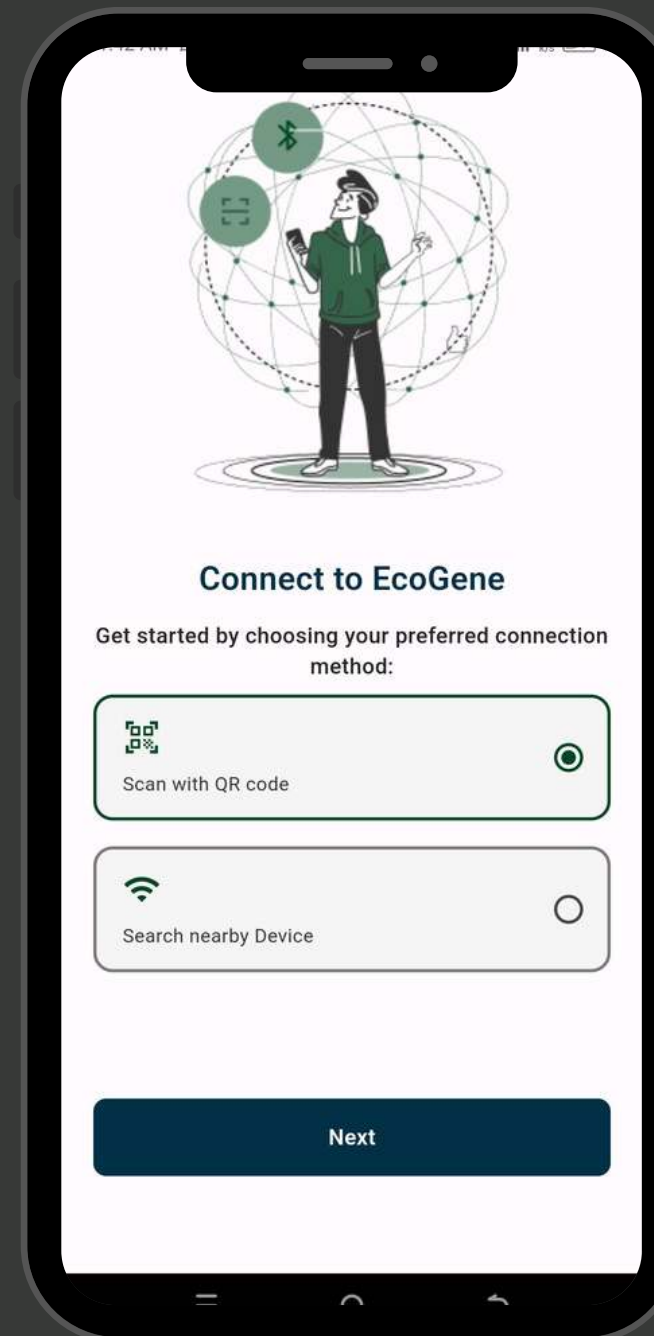 Connect to EcoGene
Get started by choosing your preferred connection
method:
Scan with QR code
Search nearby Device
Next